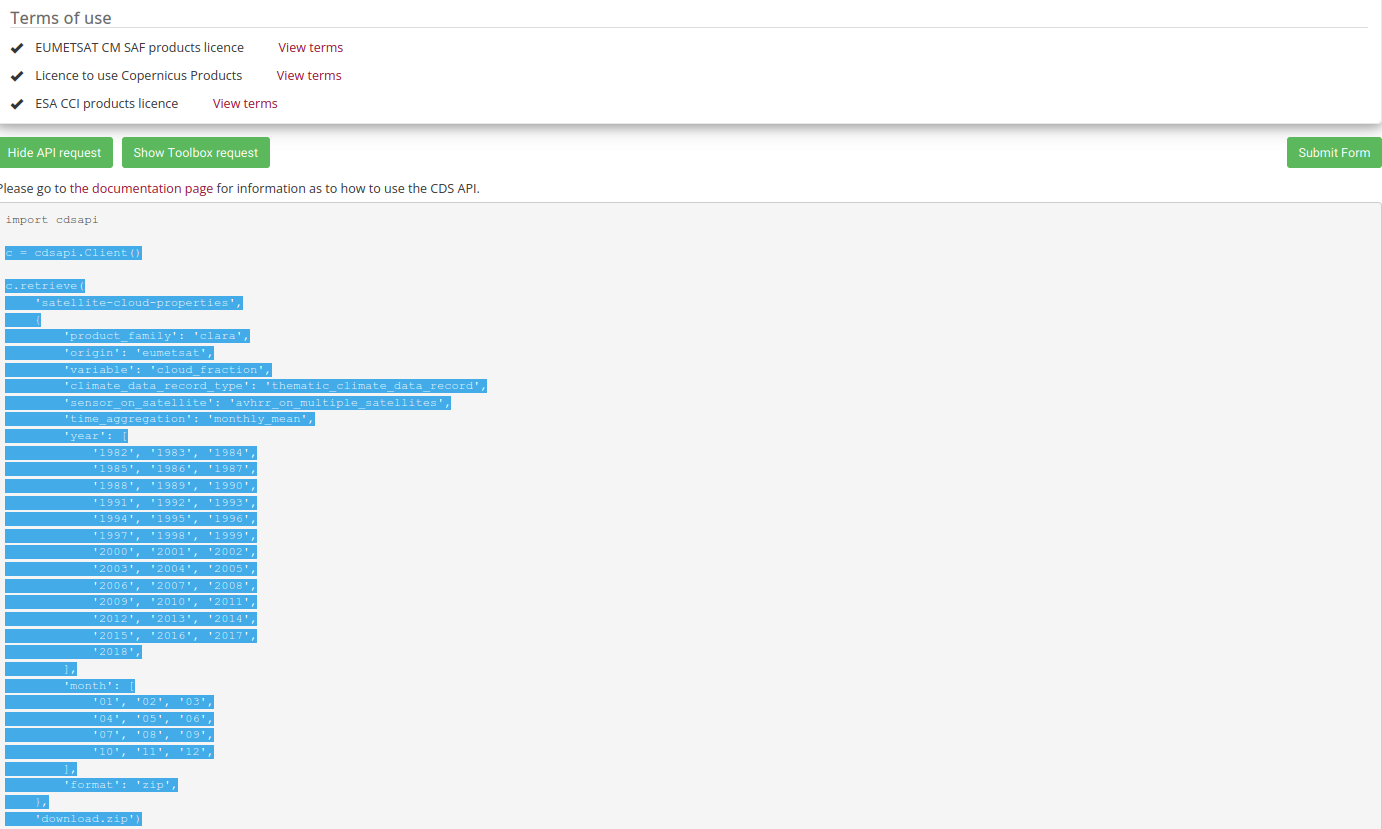 Terms of use
EUMETSAT CM SAF products licence View terms
Licence to use Copernicus Products View terms
ESA CCI products licence View terms
Hide API request Show Toolbox request Submit Form
Please go to the documentation page for information as to how to use the CDS API.
import cdsapi
c = cdsapi.Client()
c.retrieve(
    'satellite-cloud-properties',
    {
        'product_family': 'clara',
        'origin': 'eumetsat',
        'variable': 'cloud_fraction',
        'climate_data_record_type': 'thematic_climate_data_record',
        'sensor_on_satellite': 'avhrr_on_multiple_satellites',
        'time_aggregation': 'monthly_mean',
        'year': [
            '1982', '1983', '1984',
            '1985', '1986', '1987',
            '1988', '1989', '1990',
            '1991', '1992', '1993',
            '1994', '1995', '1996',
            '1997', '1998', '1999',
            '2000', '2001', '2002',
            '2003', '2004', '2005',
            '2006', '2007', '2008',
            '2009', '2010', '2011',
            '2012', '2013', '2014',
            '2015', '2016', '2017',
            '2018',
        ],
        'month': [
            '01', '02', '03',
            '04', '05', '06',
            '07', '08', '09',
            '10', '11', '12',
        ],
        'format': 'zip',
    },
    'download.zip')